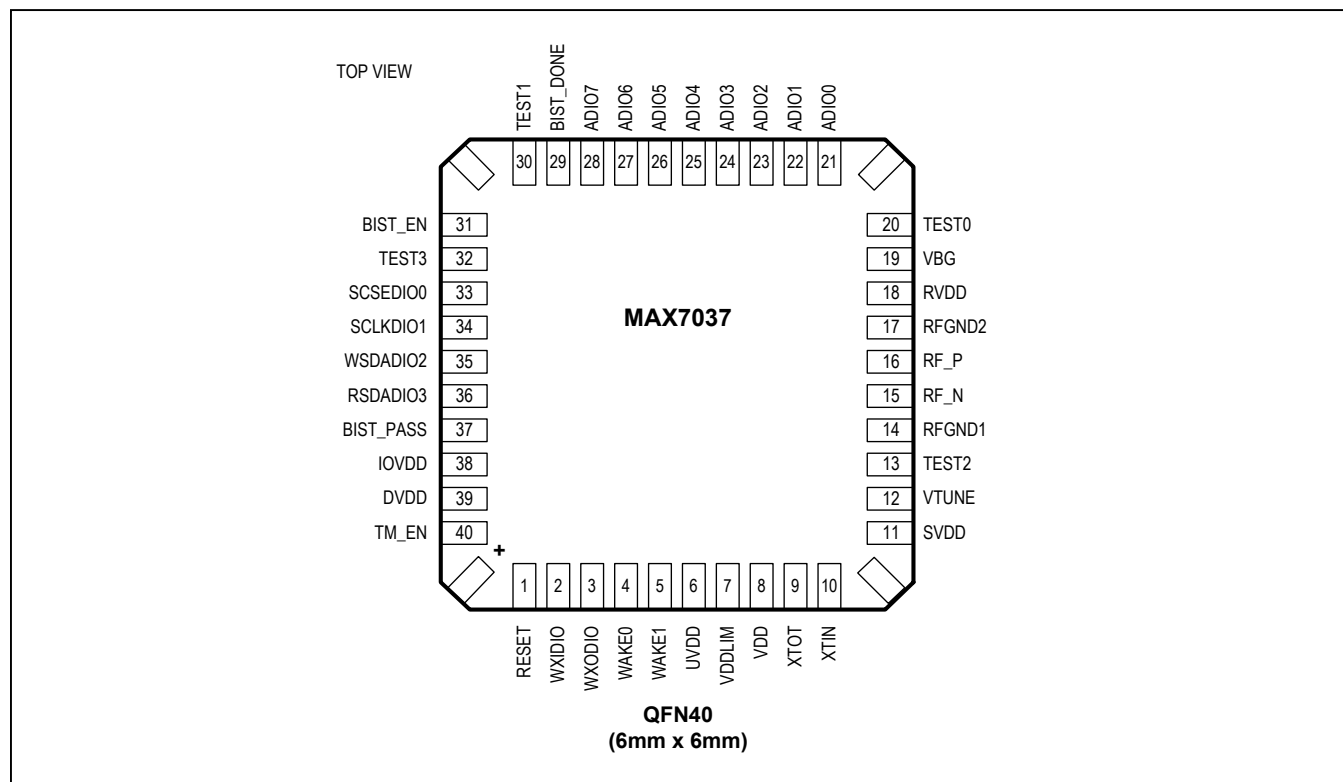 TOP VIEW
TEST1
BIST_DONE
ADIO7
ADIO6
ADIO5
ADIO4
ADIO3
ADIO2
ADIO1
ADIO0
30 29 28 27 26 25 24 23 22 21
BIST_EN 31
TEST3 32
SCSEDIO0 33
SCLKDIO1 34
WSDADIO2 35
RSDADIO3 36
BIST_PASS 37
IOVDD 38
DVDD 39
TM_EN 40
MAX7037
20 TEST0
19 VBG
18 RVDD
17 RFGND2
16 RF_P
15 RF_N
14 RFGND1
13 TEST2
12 VTUNE
11 SVDD
+
1 2 3 4 5 6 7 8 9 10
RESET
WXIDIO
WXODIO
WAKE0
WAKE1
UVDD
VDDLIM
VDD
XTOT
XTIN
QFN40
(6mm x 6mm)